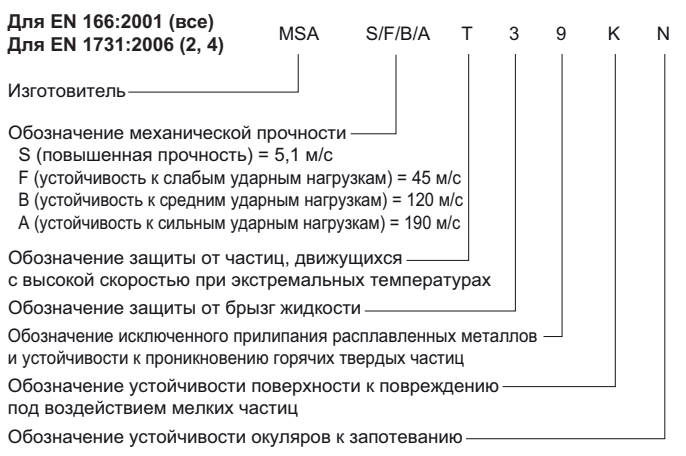 Для EN 166:2001 (все)
Для EN 1731:2006 (2, 4)
MSA S/F/B/A T 3 9 K N
Изготовитель
Обозначение механической прочности
S (повышенная прочность) = 5,1 м/с
F (устойчивость к слабым ударным нагрузкам) = 45 м/с
B (устойчивость к средним ударным нагрузкам) = 120 м/с
A (устойчивость к сильным ударным нагрузкам) = 190 м/с
Обозначение защиты от частиц, движущихся
с высокой скоростью при экстремальных температурах
Обозначение защиты от брызг жидкости
Обозначение исключенного прилипания расплавленных металлов
и устойчивости к проникновению горячих твердых частиц
Обозначение устойчивости поверхности к повреждению
под воздействием мелких частиц
Обозначение устойчивости окуляров к запотеванию